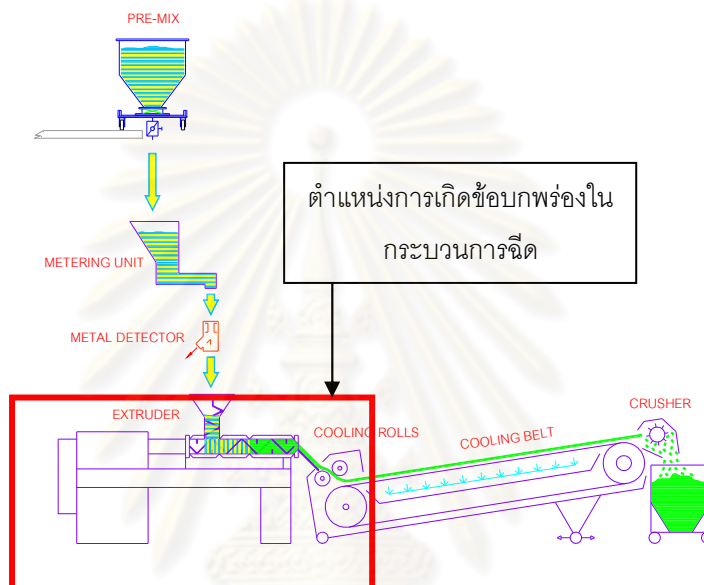 PRE-MIX
ตำแหน่งการเกิดข้อบกพร่องใน
กระบวนการฉีด
METERING UNIT
METAL DETECTOR
EXTRUDER
COOLING ROLLS
COOLING BELT
CRUSHER